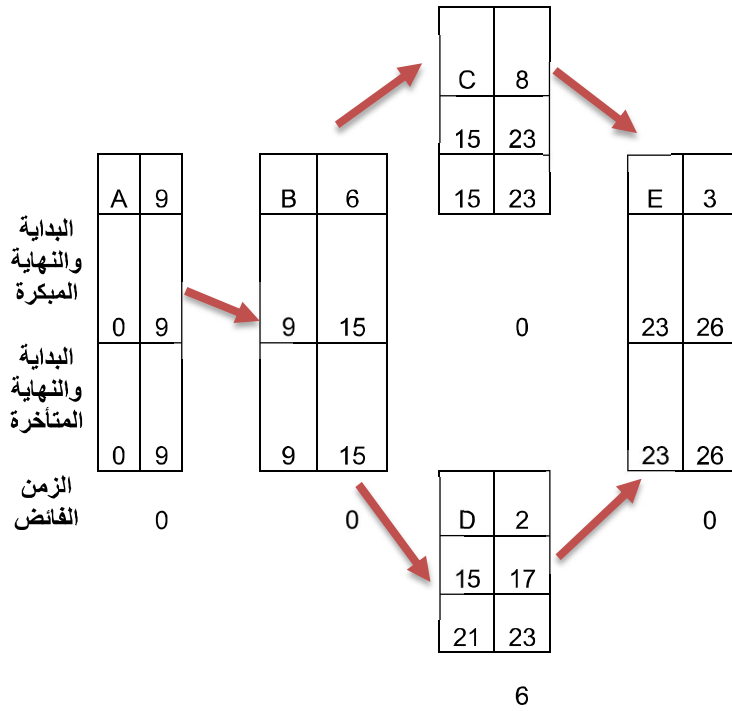 C 8
15 23
15 23
A 9
B 6
E 3
البداية
والنهاية
المبكرة
0 9
9 15
0
23 26
البداية
والنهاية
المتأخرة
0 9
9 15
23 26
الزمن
الفائض
0
0
D 2
0
15 17
21 23
6